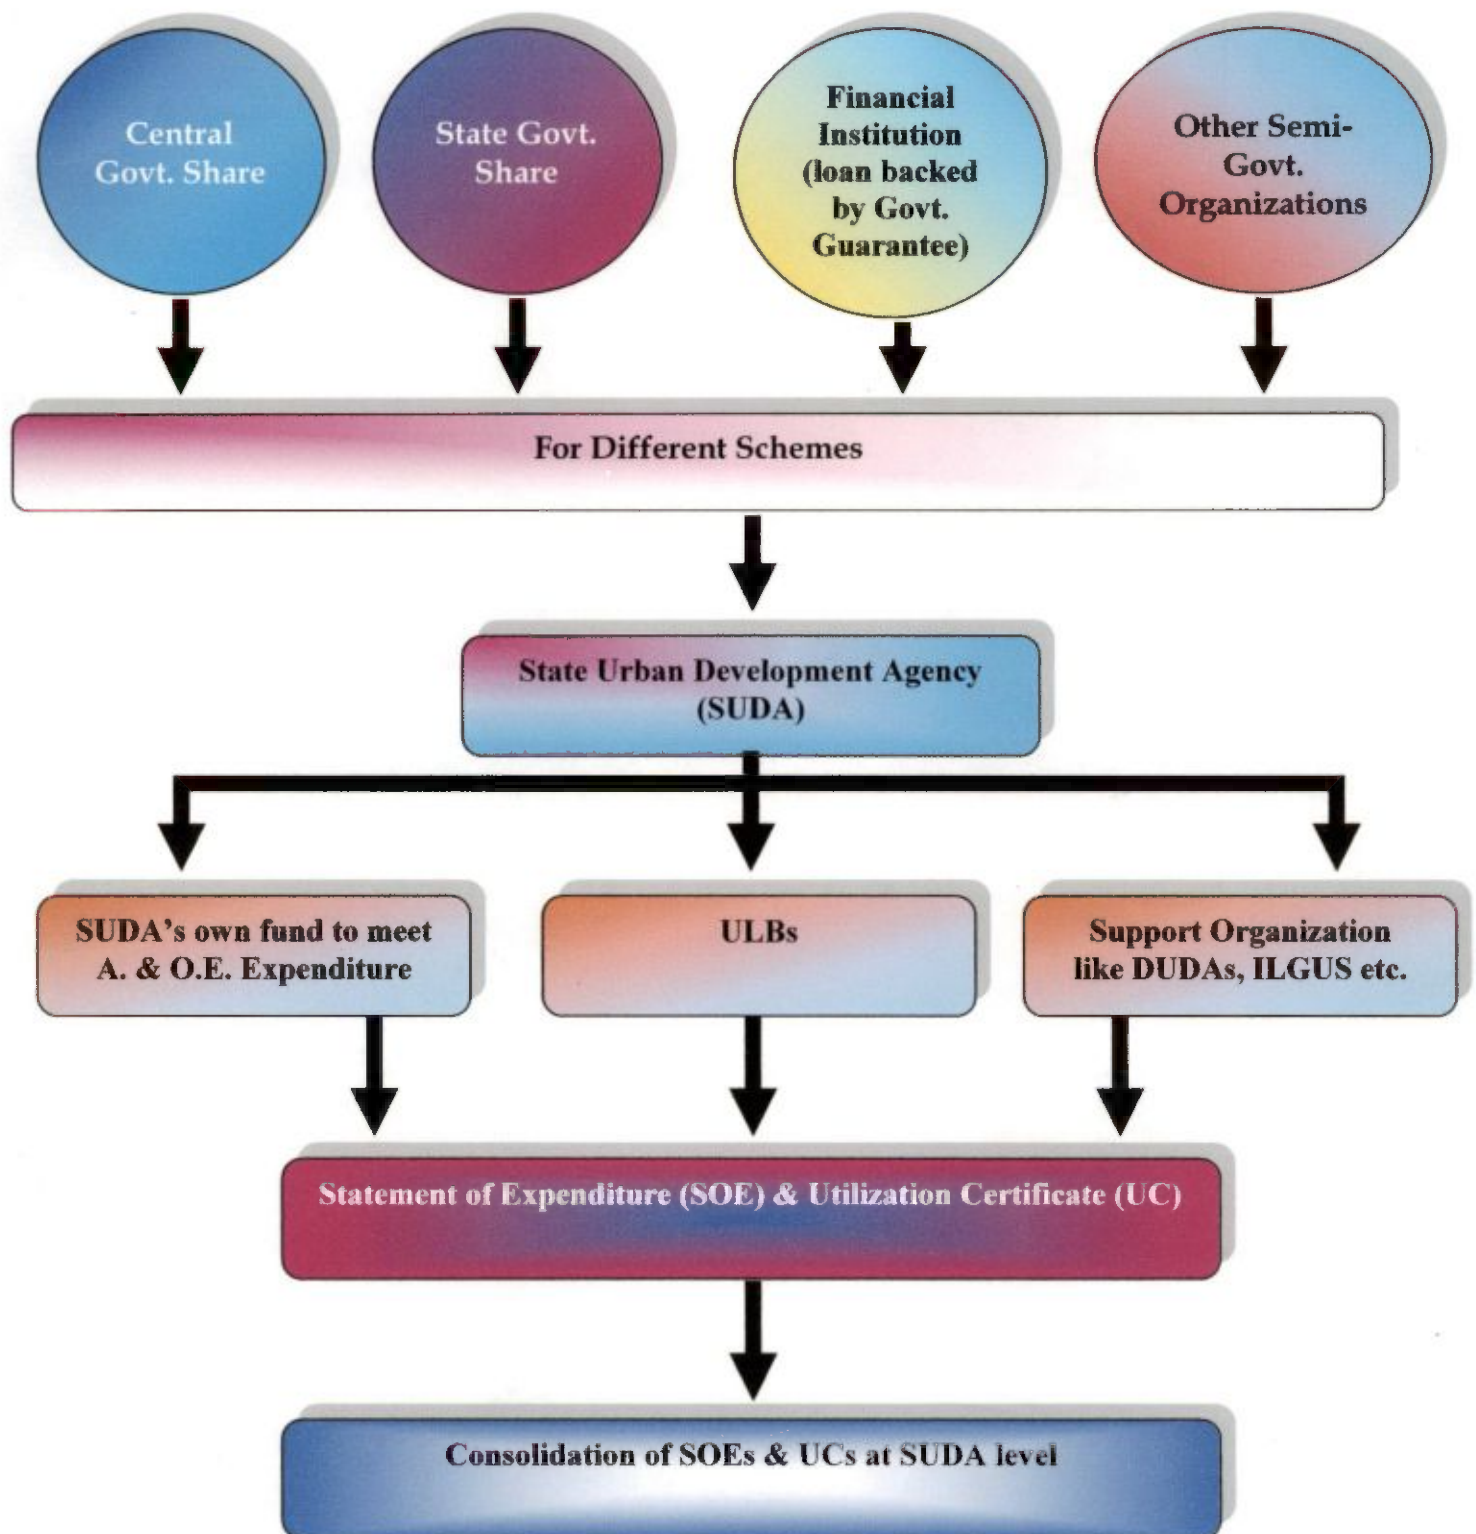 Central
Govt. Share
State Govt.
Share
Financial
Institution
(loan backed
by Govt.
Guarantee)
Other Semi-
Govt.
Organizations
For Different Schemes
State Urban Development Agency
(SUDA)
SUDA's own fund to meet
A. & O.E. Expenditure
ULBs
Support Organization
like DUDAs, ILGUS etc.
Statement of Expenditure (SOE) & Utilization Certificate (UC)
Consolidation of SOEs & UCs at SUDA level